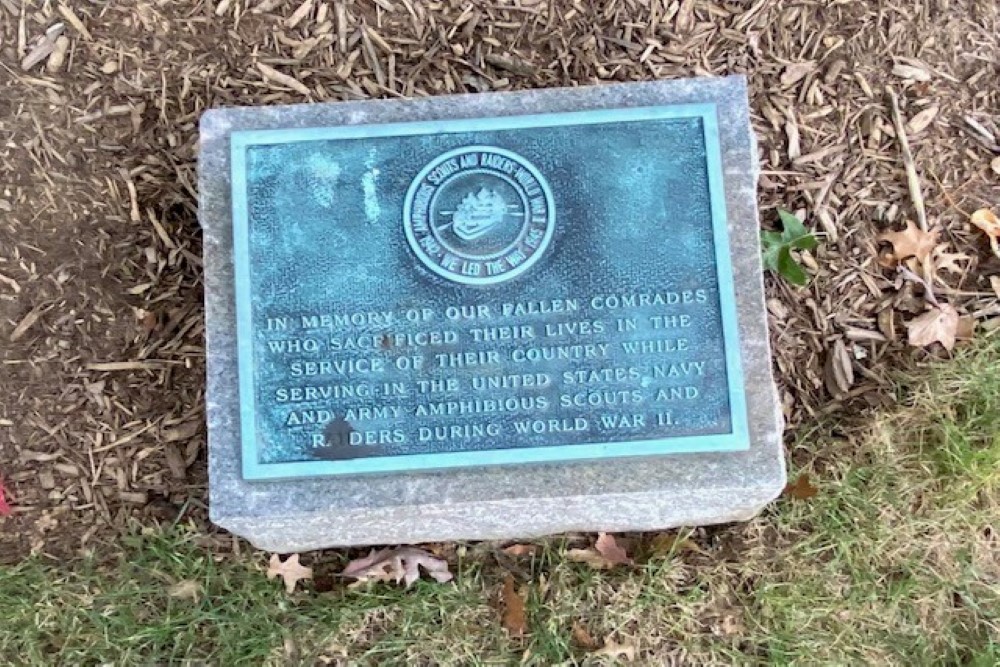 AMPHIBIOUS SCOUTS AND RAIDERS WORLD WAR II
1942 · WE LED THE WAY 1945
IN MEMORY OF OUR FALLEN COMRADES
WHO SACRIFICED THEIR LIVES IN THE
SERVICE OF THEIR COUNTRY WHILE
SERVING IN THE UNITED STATES NAVY
AND ARMY AMPHIBIOUS SCOUTS AND
RAIDERS DURING WORLD WAR II.